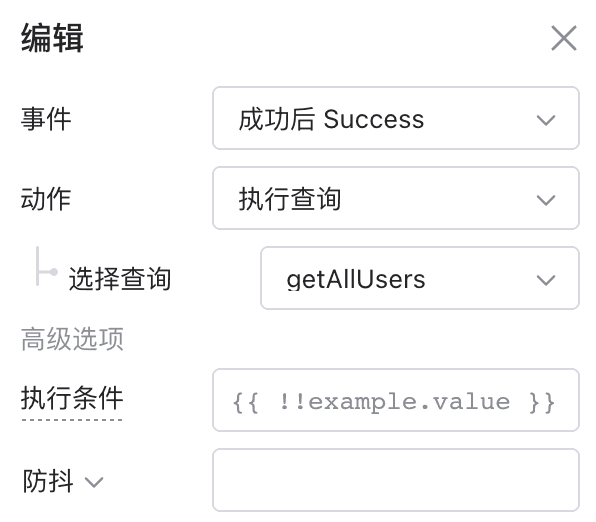 编辑
事件 成功后 Success
动作 执行查询
选择查询 getAllUsers
高级选项
执行条件 {{ !!example.value }}
防抖